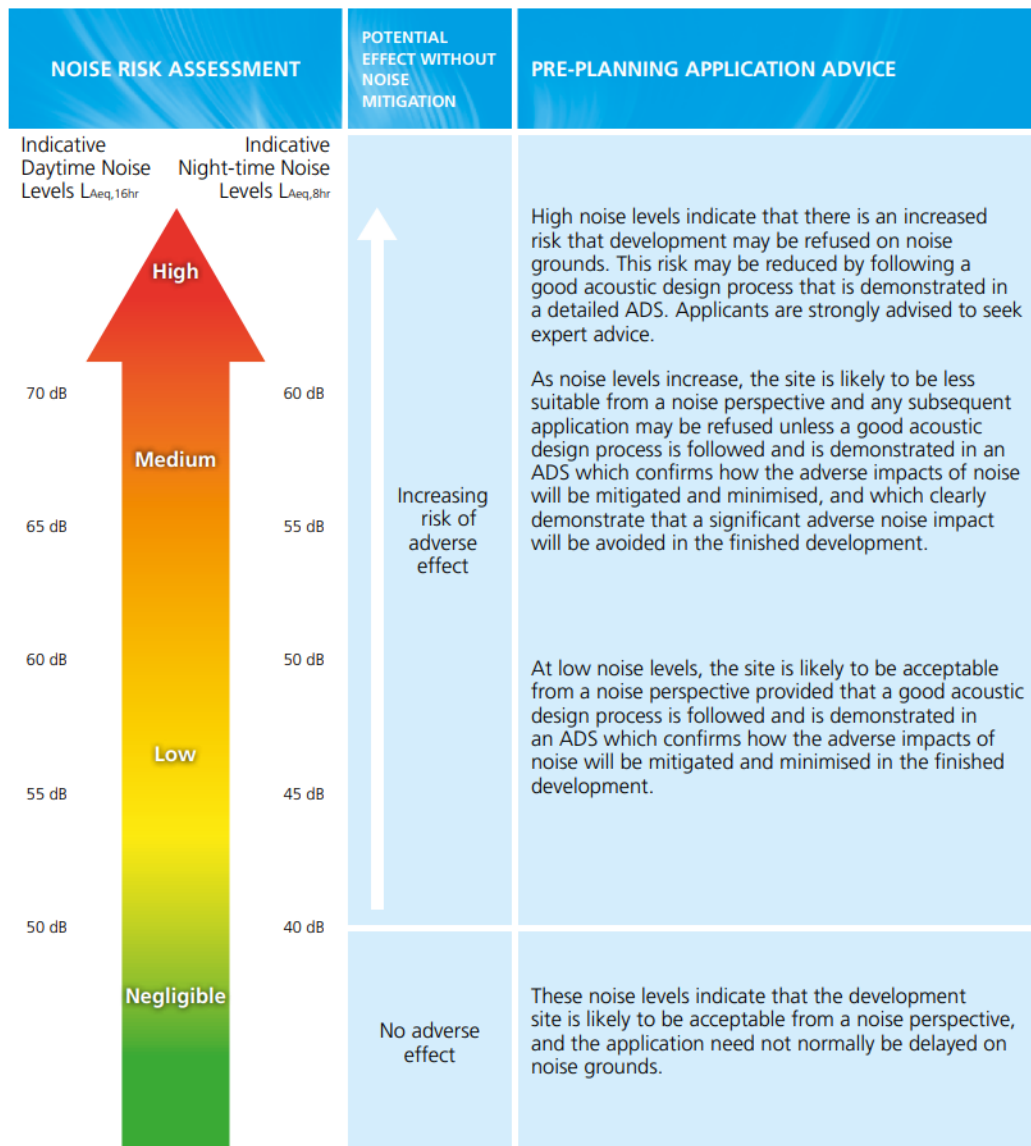 NOISE RISK ASSESSMENT
POTENTIAL
EFFECT WITHOUT
NOISE
MITIGATION
PRE-PLANNING APPLICATION ADVICE
Indicative
Daytime Noise
Levels LAeq,16hr
Indicative
Night-time Noise
Levels LAeq,8hr
High
70 dB
60 dB
Medium
65 dB
55 dB
60 dB
50 dB
Low
55 dB
45 dB
50 dB
40 dB
Negligible
Increasing
risk of
adverse
effect
No adverse
effect
High noise levels indicate that there is an increased
risk that development may be refused on noise
grounds. This risk may be reduced by following a
good acoustic design process that is demonstrated in
a detailed ADS. Applicants are strongly advised to seek
expert advice.
As noise levels increase, the site is likely to be less
suitable from a noise perspective and any subsequent
application may be refused unless a good acoustic
design process is followed and is demonstrated in an
ADS which confirms how the adverse impacts of noise
will be mitigated and minimised, and which clearly
demonstrate that a significant adverse noise impact
will be avoided in the finished development.
At low noise levels, the site is likely to be acceptable
from a noise perspective provided that a good acoustic
design process is followed and is demonstrated in
an ADS which confirms how the adverse impacts of
noise will be mitigated and minimised in the finished
development.
These noise levels indicate that the development
site is likely to be acceptable from a noise perspective,
and the application need not normally be delayed on
noise grounds.